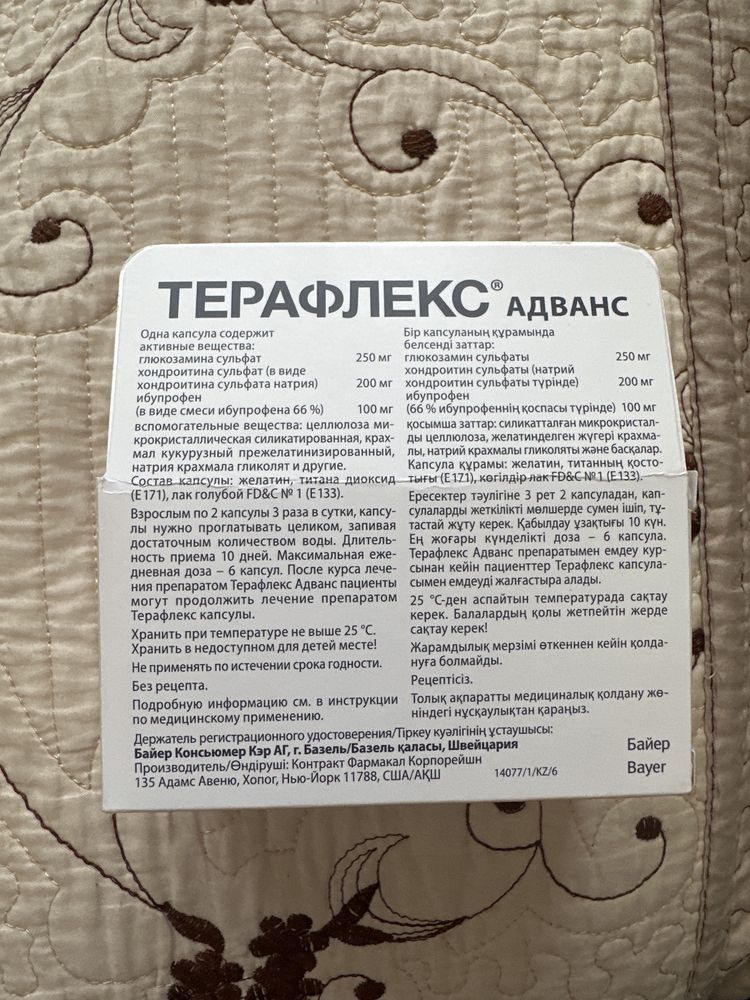 ТЕРАФЛЕКС® АДВАНС
Одна капсула содержит
активные вещества:
глюкозамина сульфат 250 мг
хондроитина сульфат (в виде
хондроитина сульфата натрия) 200 мг
ибупрофен
(в виде смеси ибупрофена 66 %) 100 мг
вспомогательные вещества: целлюлоза ми-
крокристаллическая силикатированная, крах-
мал кукурузный прежелатинизированный,
натрия крахмала гликолят и другие.
Состав капсулы: желатин, титана диоксид
(Е171), лак голубой FD&C № 1 (Е133).
Взрослым по 2 капсулы 3 раза в сутки, капсу-
лы нужно проглатывать целиком, запивая
достаточным количеством воды. Длитель-
ность приема 10 дней. Максимальная еже-
дневная доза – 6 капсул. После курса лече-
ния препаратом Терафлекс Адванс пациенты
могут продолжить лечение препаратом
Терафлекс капсулы.
Хранить при температуре не выше 25 °С.
Хранить в недоступном для детей месте!
Не применять по истечении срока годности.
Без рецепта.
Подробную информацию см. в инструкции
по медицинскому применению.
Бір капсуланың құрамында
белсенді заттар:
глюкозамин сульфаты 250 мг
хондроитин сульфаты (натрий
хондроитин сульфаты түрінде) 200 мг
ибупрофен
(66 % ибупрофеннің қоспасы түрінде) 100 мг
қосымша заттар: силикатталған микрокристал-
ды целлюлоза, желатинделген жүгері крахма-
лы, натрий крахмалы гликоляты және басқалар.
Капсула құрамы: желатин, титанның қосто-
тығы (Е171), көгілдір лак FD&C № 1 (Е133).
Ересектер тәулігіне 3 рет 2 капсуладан, кап-
сулаларды жеткілікті мөлшерде сумен ішіп, тұ-
тастай жұту керек. Қабылдау ұзақтығы 10 күн.
Ең жоғары күнделікті доза – 6 капсула.
Терафлекс Адванс препаратымен емдеу кур-
сынан кейін пациенттер Терафлекс капсула-
сымен емдеуді жалғастыра алады.
25 °С-ден аспайтын температурада сақтау
керек. Балалардың қолы жетпейтін жерде
сақтау керек!
Жарамдылық мерзімі өткеннен кейін қолда-
нуға болмайды.
Рецептісіз.
Толық ақпаратты медициналық қолдану жө-
ніндегі нұсқаулықтан қараңыз.
Держатель регистрационного удостоверения/Тіркеу куәлігінің ұстаушысы:
Байер Консьюмер Кэр АГ, г. Базель/Базель қаласы, Швейцария
Производитель/Өндіруші: Контракт Фармакал Корпорейшн
135 Адамс Авеню, Хопог, Нью-Йорк 11788, США/АҚШ
14077/1/KZ/6
Байер
Bayer